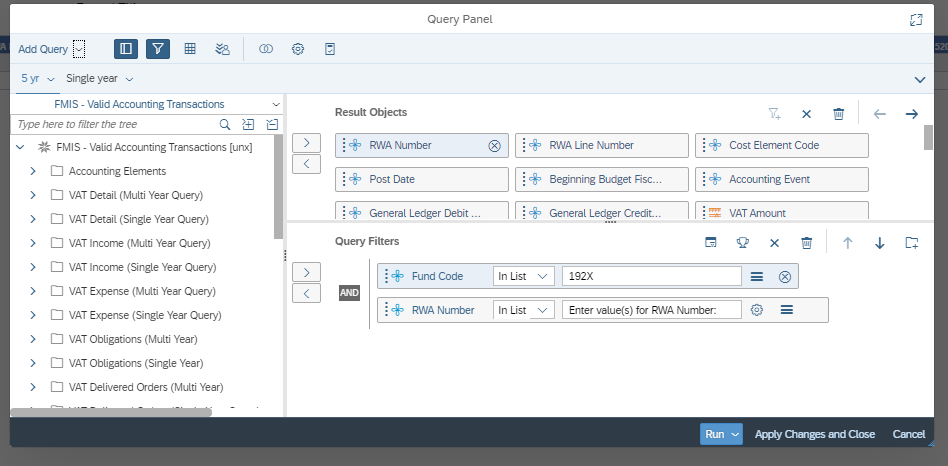 Query Panel
Add Query
5 yr
Single year
FMIS - Valid Accounting Transactions
Type here to filter the tree
FMIS - Valid Accounting Transactions [unx]
Accounting Elements
VAT Detail (Multi Year Query)
VAT Detail (Single Year Query)
VAT Income (Multi Year Query)
VAT Income (Single Year Query)
VAT Expense (Multi Year Query)
VAT Expense (Single Year Query)
VAT Obligations (Multi Year)
VAT Obligations (Single Year)
VAT Delivered Orders (Multi Year)
Result Objects
RWA Number
RWA Line Number
Cost Element Code
Post Date
Beginning Budget Fisc...
Accounting Event
General Ledger Debit ...
General Ledger Credit...
VAT Amount
Query Filters
AND
Fund Code In List 192X
RWA Number In List Enter value(s) for RWA Number:
Run
Apply Changes and Close
Cancel